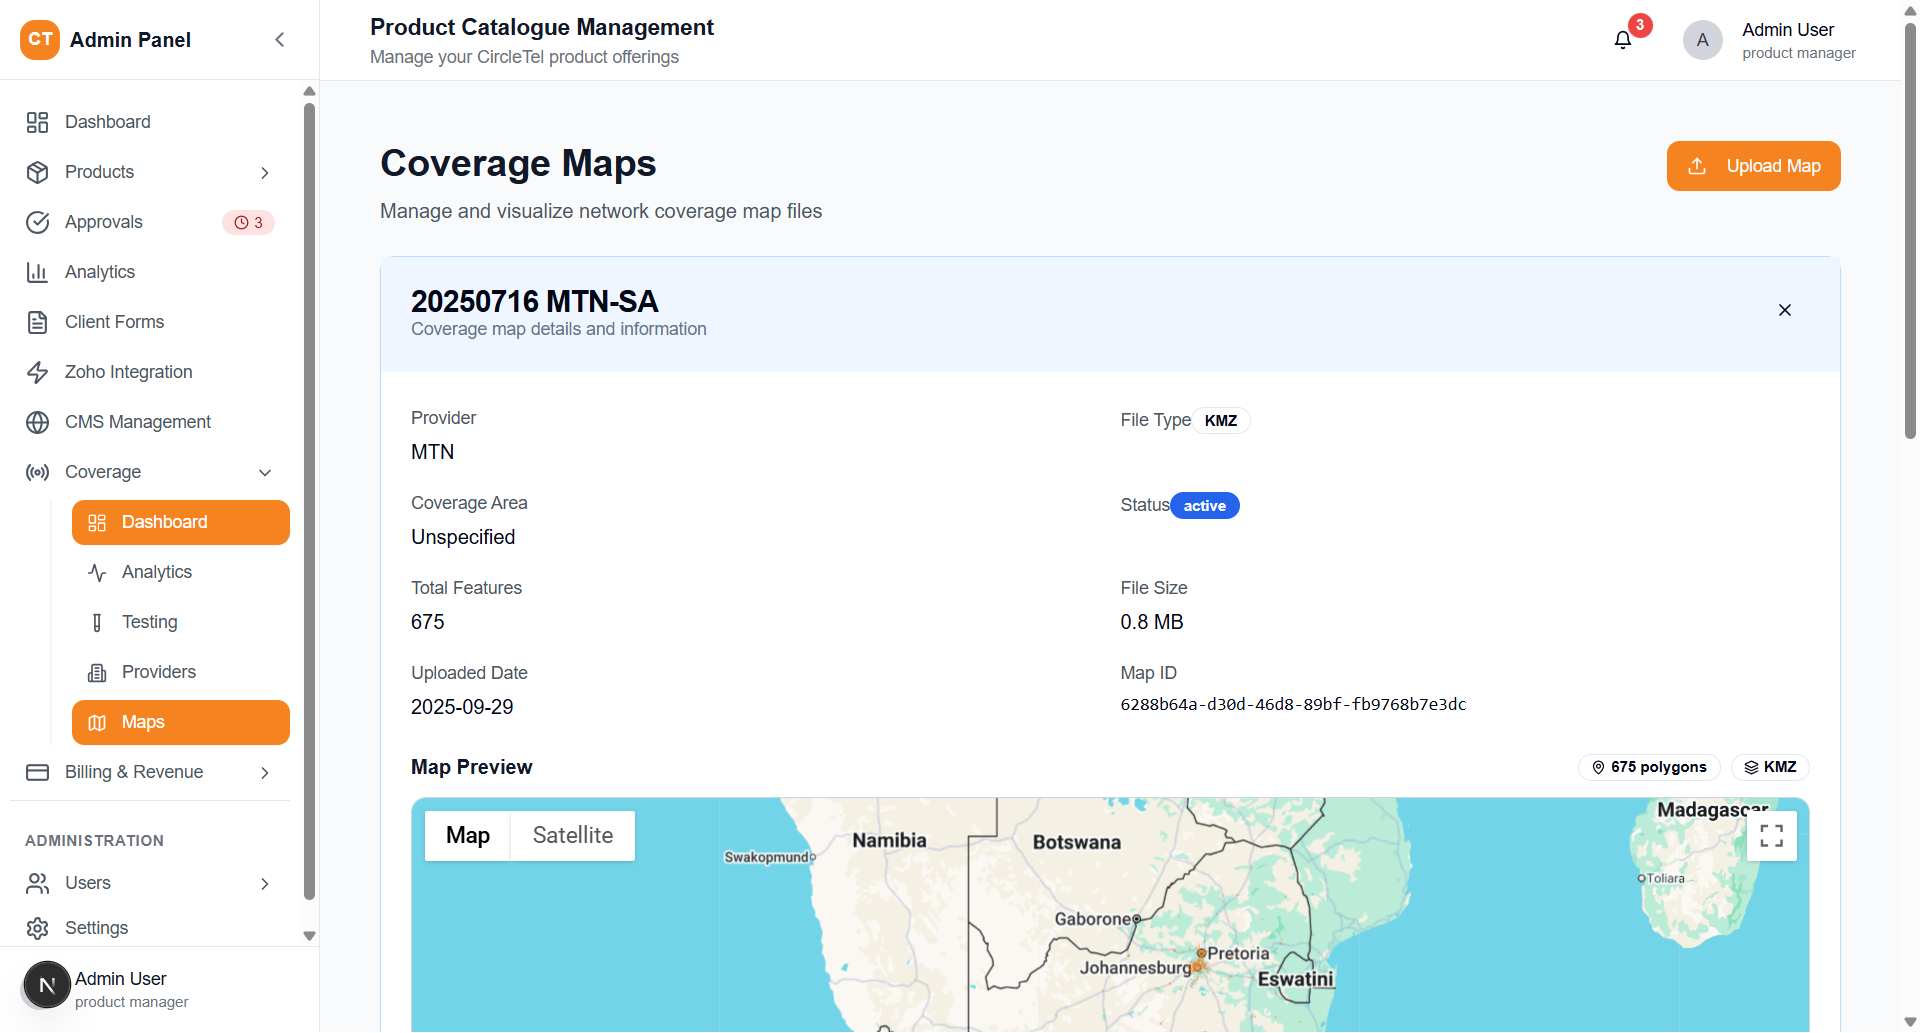 CT Admin Panel
Dashboard
Products
Approvals 3
Analytics
Client Forms
Zoho Integration
CMS Management
Coverage
Dashboard
Analytics
Testing
Providers
Maps
Billing & Revenue
ADMINISTRATION
Users
Settings
N Admin User
product manager
Product Catalogue Management
Manage your CircleTel product offerings
3
A
Admin User
product manager
Coverage Maps
Manage and visualize network coverage map files
Upload Map
20250716 MTN-SA
Coverage map details and information
Provider
MTN
File Type KMZ
Coverage Area
Unspecified
Status active
Total Features
675
File Size
0.8 MB
Uploaded Date
2025-09-29
Map ID
6288b64a-d30d-46d8-89bf-fb9768b7e3dc
Map Preview
675 polygons
KMZ
Map
Satellite
Namibia
Swakopmund
Botswana
Gaborone
Pretoria
Johannesburg
Eswatini
Madagascar
Toliara